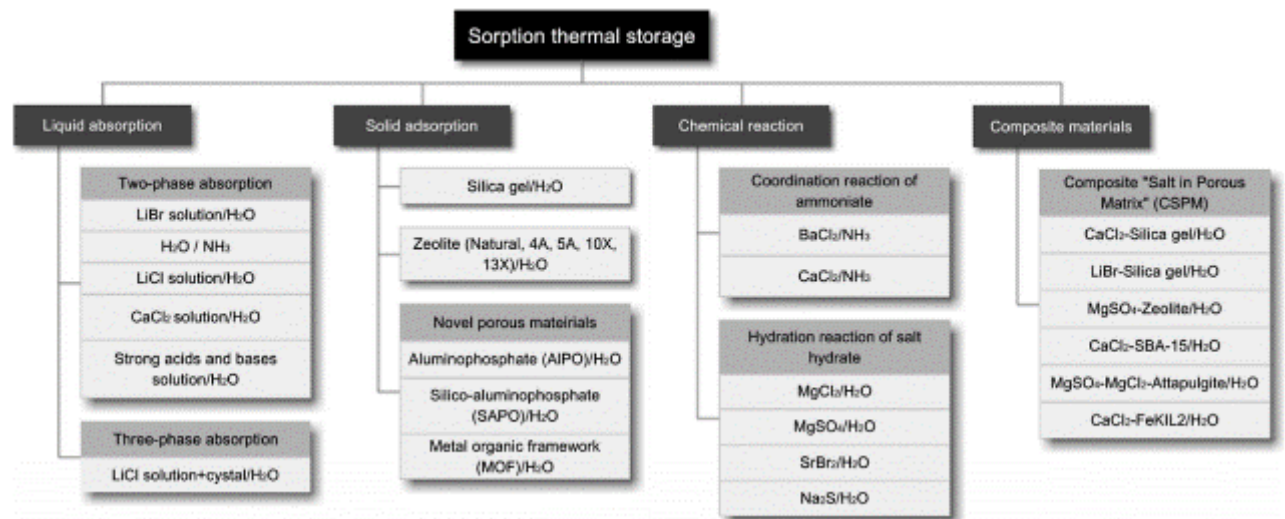 Sorption thermal storage
Liquid absorption
Two-phase absorption
LiBr solution/H₂O
H₂O / NH₃
LiCl solution/H₂O
CaCl₂ solution/H₂O
Strong acids and bases
solution/H₂O
Three-phase absorption
LiCl solution+cystal/H₂O
Solid adsorption
Silica gel/H₂O
Zeolite (Natural, 4A, 5A, 10X,
13X)/H₂O
Novel porous mateirials
Aluminophosphate (AlPO)/H₂O
Silico-aluminophosphate
(SAPO)/H₂O
Metal organic framework
(MOF)/H₂O
Chemical reaction
Coordination reaction of
ammoniate
BaCl₂/NH₃
CaCl₂/NH₃
Hydration reaction of salt
hydrate
MgCl₂/H₂O
MgSO₄/H₂O
SrBr₂/H₂O
Na₂S/H₂O
Composite materials
Composite "Salt in Porous
Matrix" (CSPM)
CaCl₂-Silica gel/H₂O
LiBr-Silica gel/H₂O
MgSO₄-Zeolite/H₂O
CaCl₂-SBA-15/H₂O
MgSO₄-MgCl₂-Attapulgite/H₂O
CaCl₂-FeKIL2/H₂O